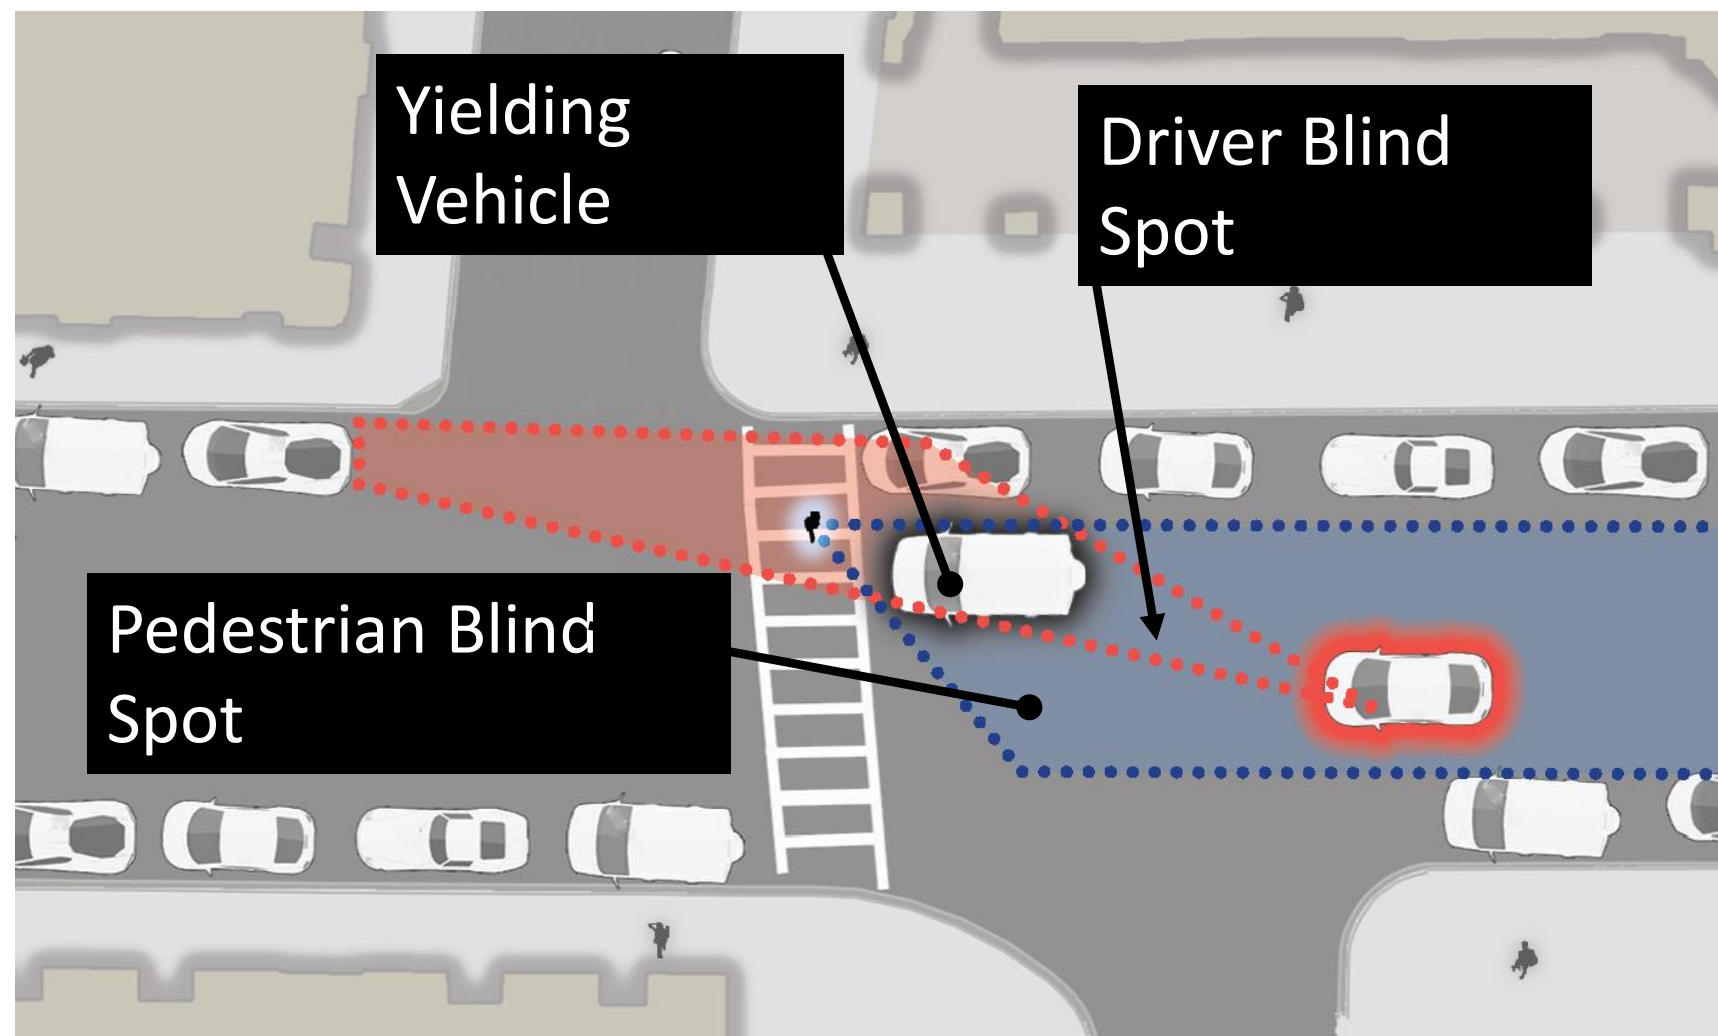 Yielding
Vehicle
Driver Blind
Spot
Pedestrian Blind
Spot